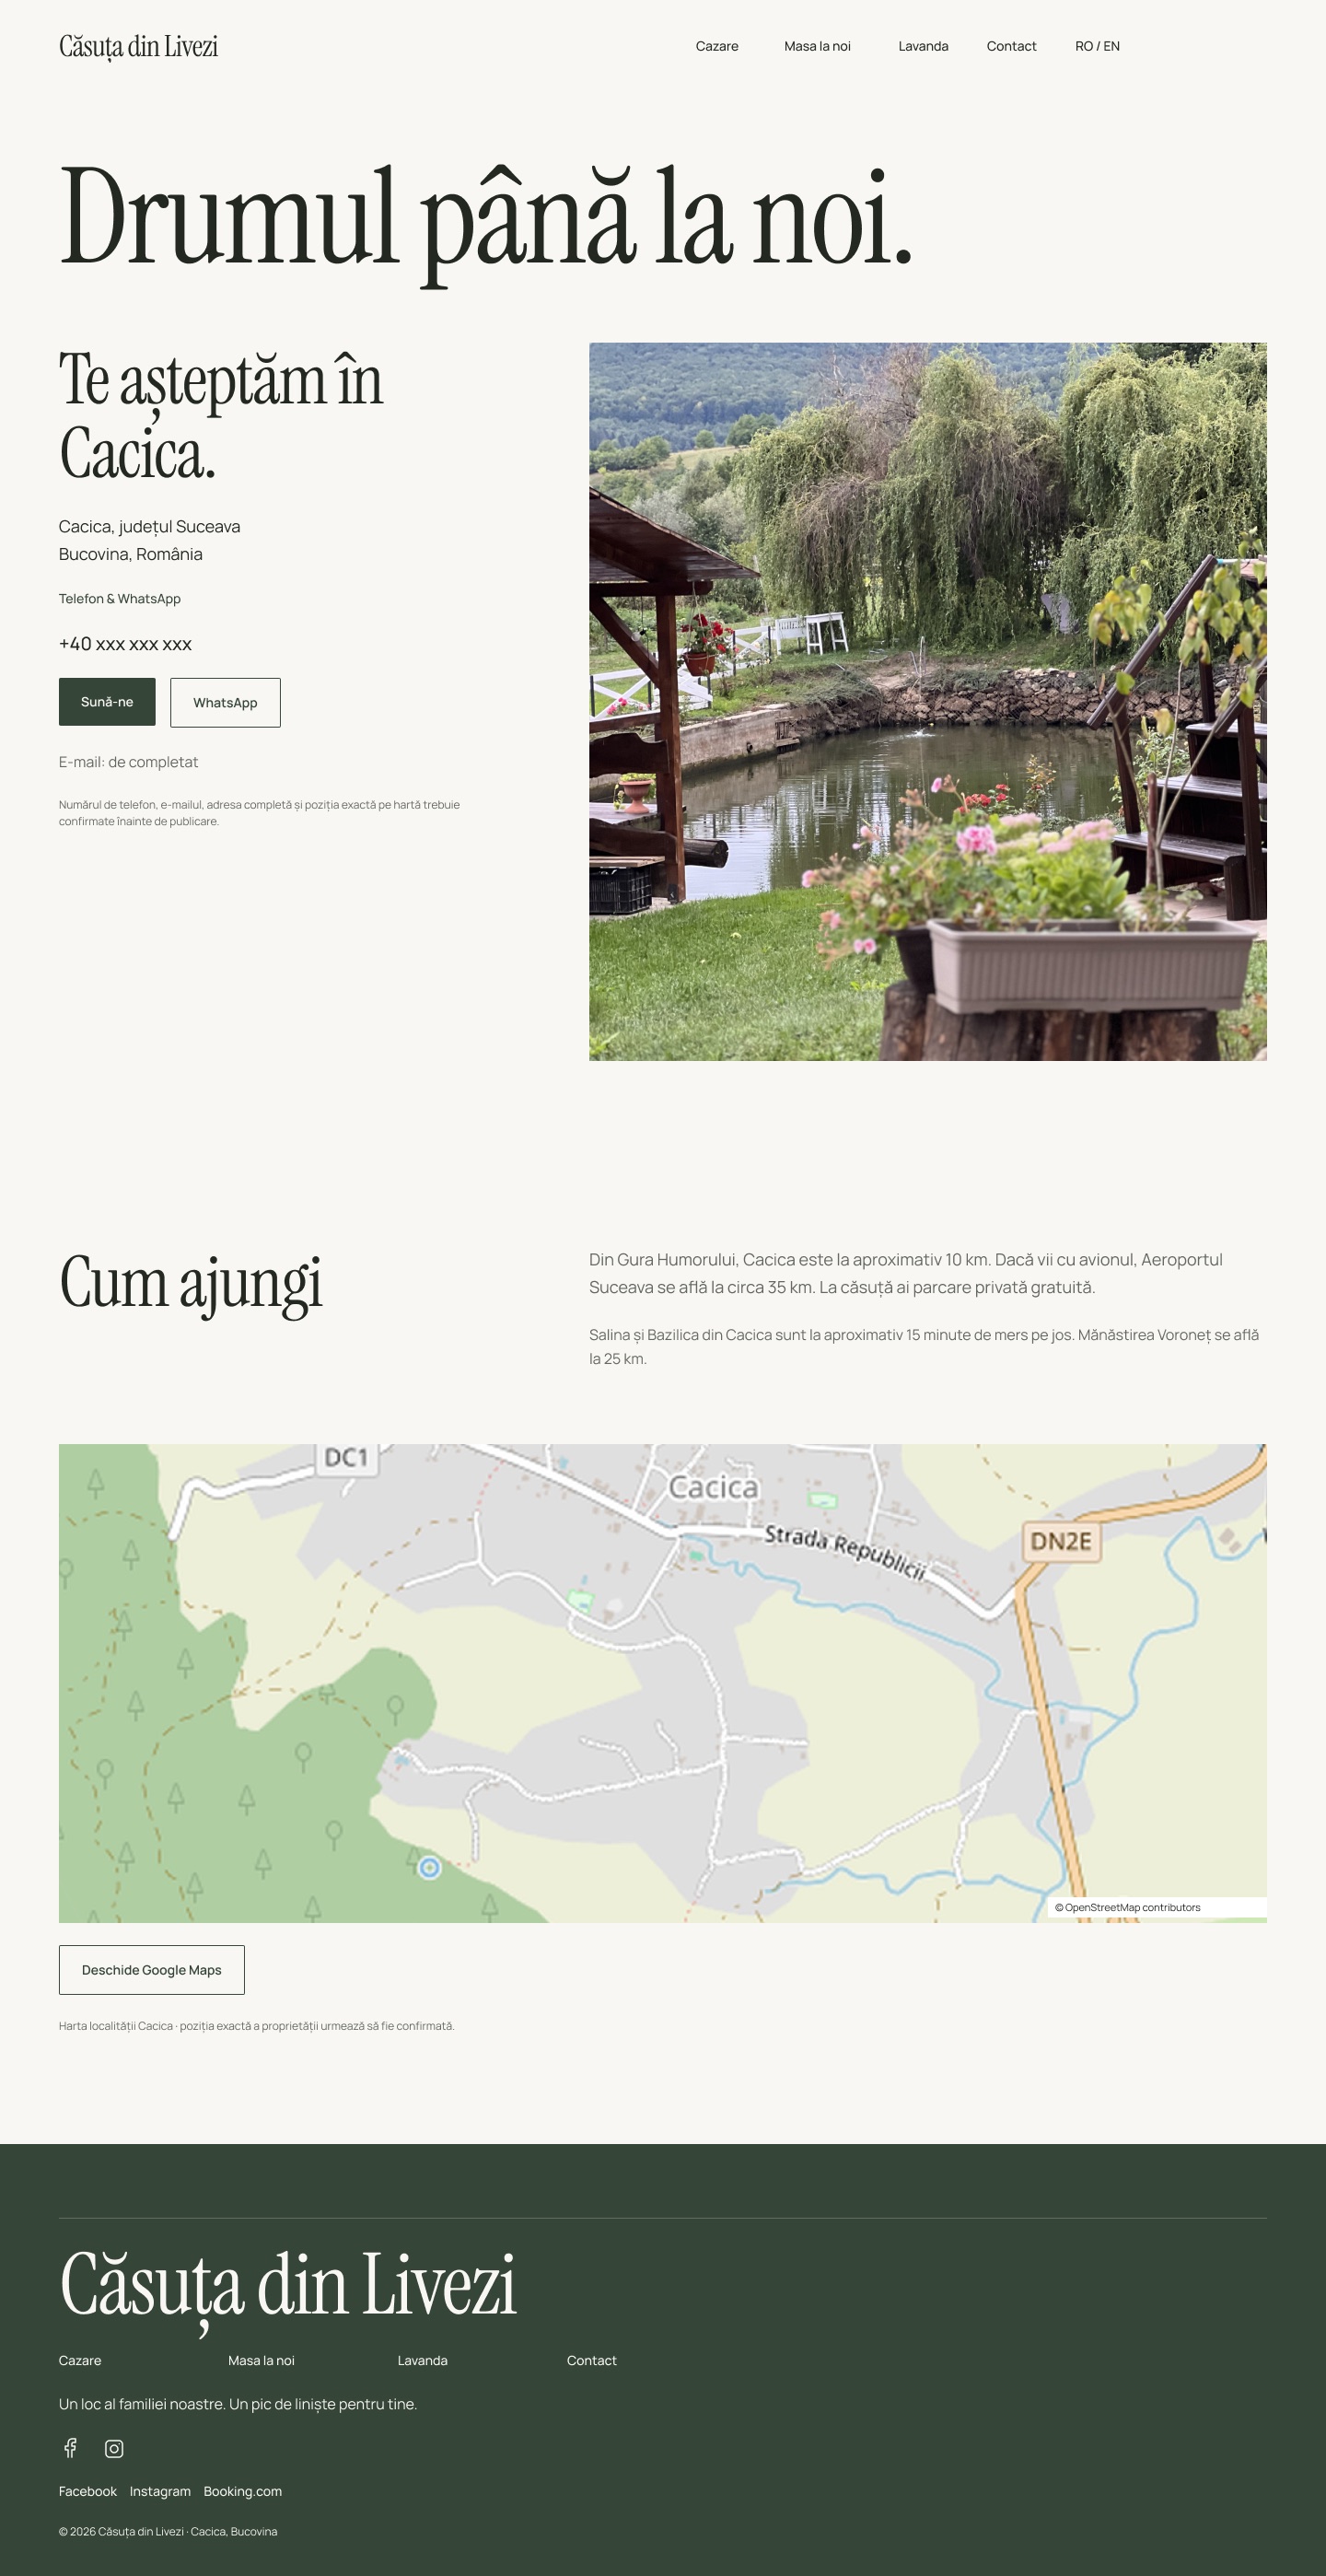 Căsuța din Livezi
Cazare
Masa la noi
Lavanda
Contact
RO / EN
Drumul până la noi.
Te așteptăm în
Cacica.
Cacica, județul Suceava
Bucovina, România
Telefon & WhatsApp
+40 xxx xxx xxx
Sună-ne
WhatsApp
E-mail: de completat
Numărul de telefon, e-mailul, adresa completă și poziția exactă pe hartă trebuie
confirmate înainte de publicare.
Cum ajungi
Din Gura Humorului, Cacica este la aproximativ 10 km. Dacă vii cu avionul, Aeroportul
Suceava se află la circa 35 km. La căsuță ai parcare privată gratuită.
Salina și Bazilica din Cacica sunt la aproximativ 15 minute de mers pe jos. Mănăstirea Voroneț se află
la 25 km.
DC1
Cacica
Strada Republicii
DN2E
© OpenStreetMap contributors
Deschide Google Maps
Harta localității Cacica · poziția exactă a proprietății urmează să fie confirmată.
Căsuța din Livezi
Cazare
Masa la noi
Lavanda
Contact
Un loc al familiei noastre. Un pic de liniște pentru tine.
Facebook
Instagram
Booking.com
© 2026 Căsuța din Livezi · Cacica, Bucovina